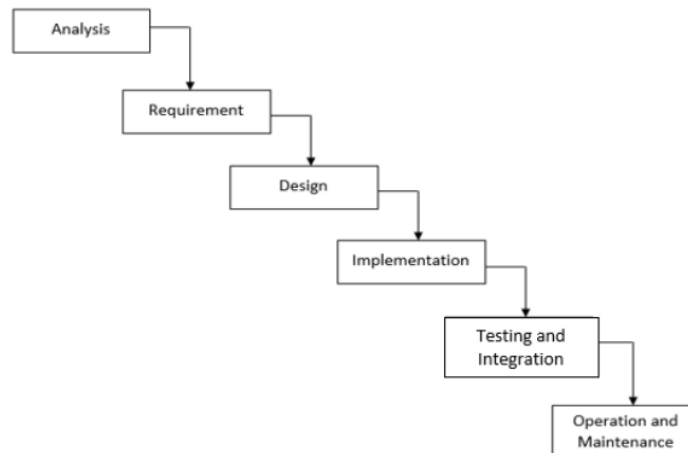 Analysis
Requirement
Design
Implementation
Testing and
Integration
Operation and
Maintenance